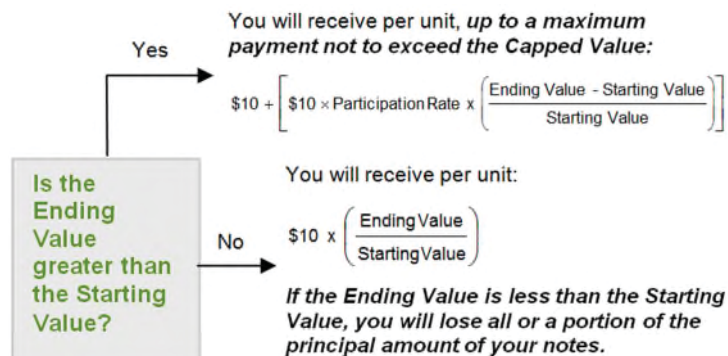 You will receive per unit, up to a maximum
payment not to exceed the Capped Value:
Yes
$10 + [ $10 × Participation Rate x ( Ending Value - Starting Value / Starting Value ) ]
Is the
Ending
Value
greater than
the Starting
Value?
You will receive per unit:
No
$10 x ( Ending Value / Starting Value )
If the Ending Value is less than the Starting
Value, you will lose all or a portion of the
principal amount of your notes.